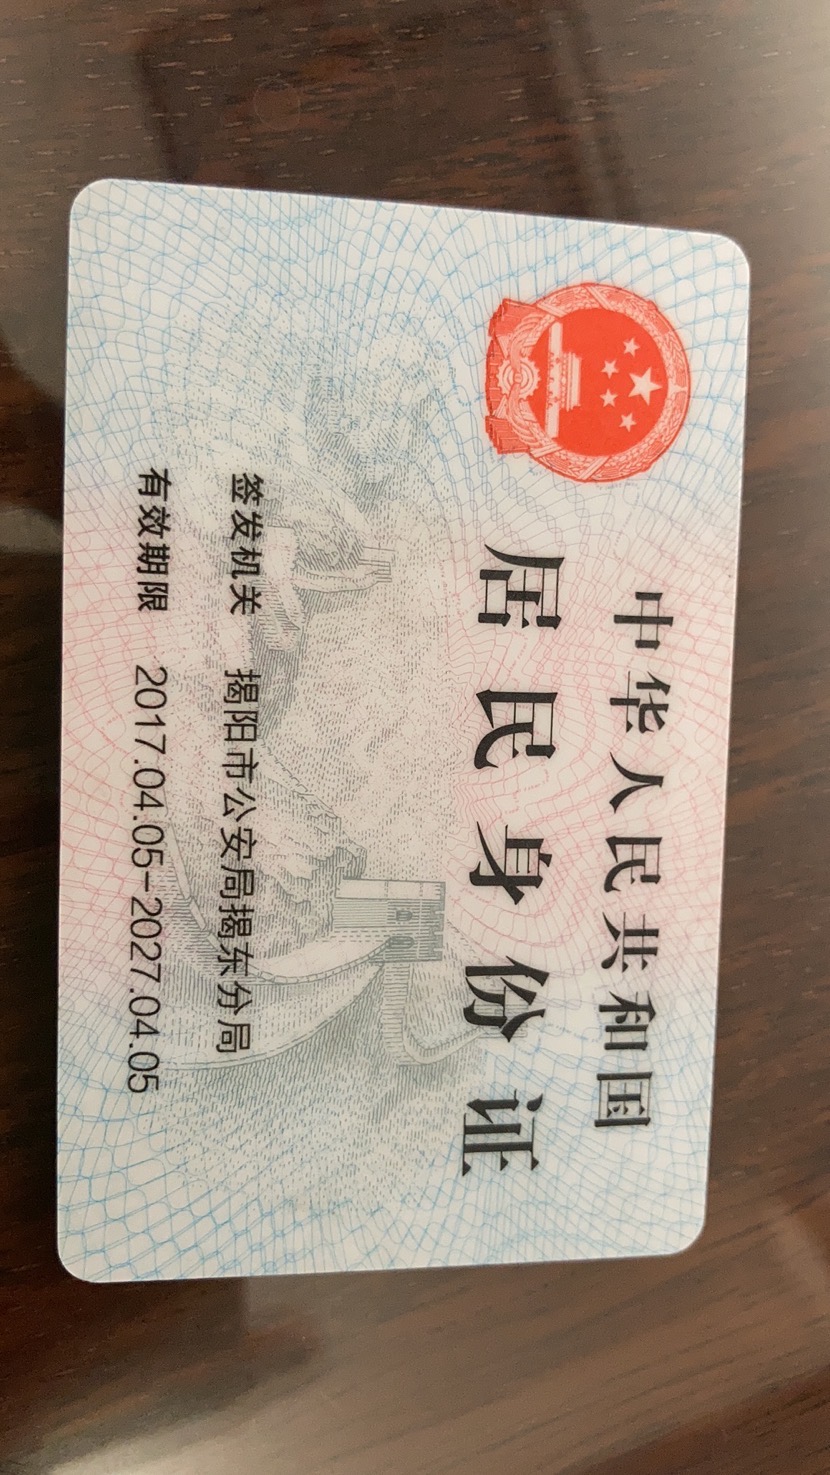 中华人民共和国
居民身份证
签发机关 揭阳市公安局揭东分局
有效期限 2017.04.05-2027.04.05